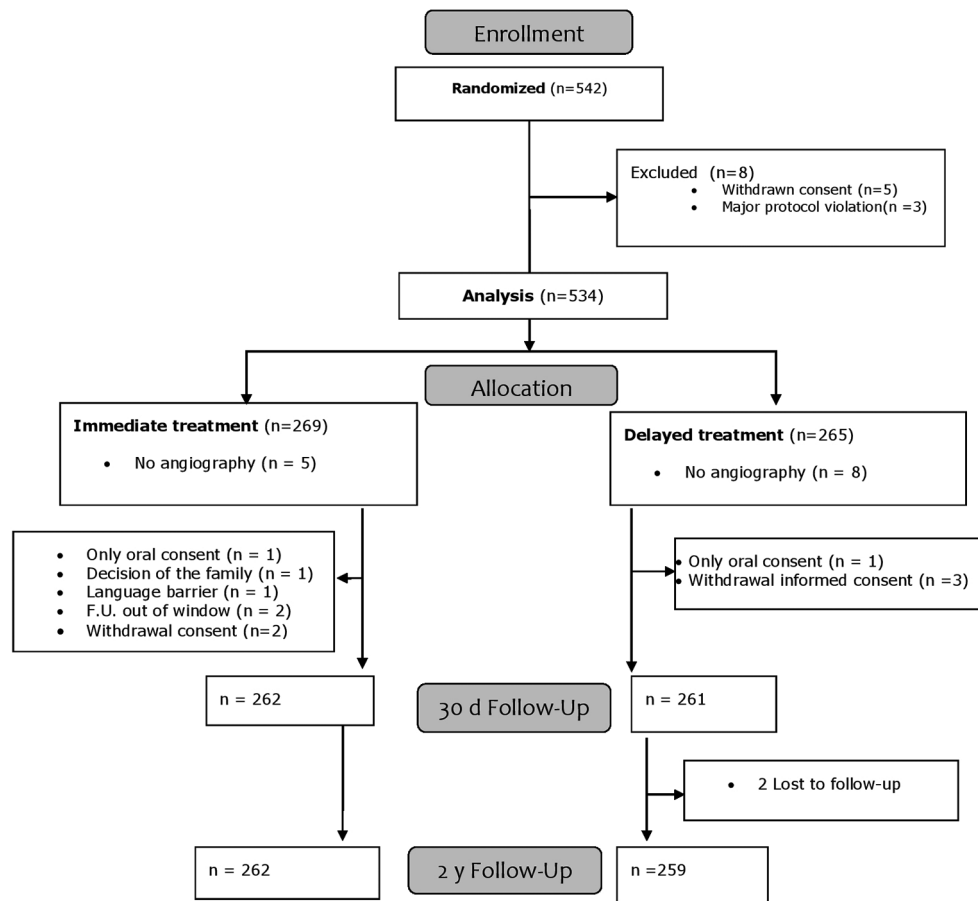 Enrollment
Randomized (n=542)
Excluded (n=8)
• Withdrawn consent (n=5)
• Major protocol violation(n =3)
Analysis (n=534)
Allocation
Immediate treatment (n=269)
• No angiography (n = 5)
Delayed treatment (n=265)
• No angiography (n = 8)
• Only oral consent (n = 1)
• Decision of the family (n = 1)
• Language barrier (n = 1)
• F.U. out of window (n = 2)
• Withdrawal consent (n=2)
• Only oral consent (n = 1)
• Withdrawal informed consent (n =3)
n = 262
30 d Follow-Up
n = 261
• 2 Lost to follow-up
n = 262
2 y Follow-Up
n =259